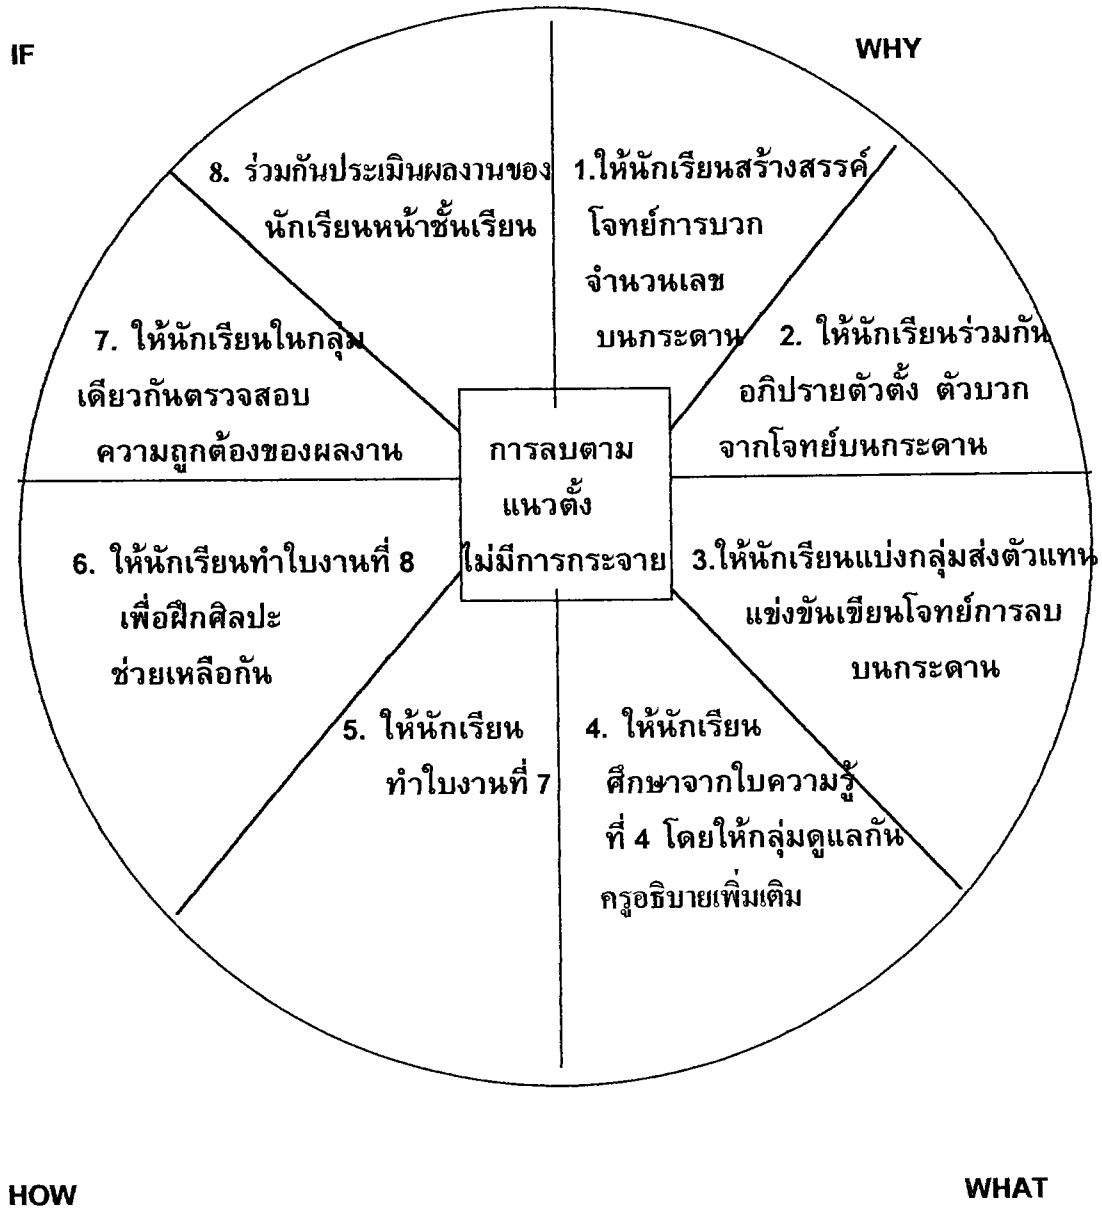 IF
WHY
8. ร่วมกันประเมินผลงานของ
นักเรียนหน้าชั้นเรียน
1.ให้นักเรียนสร้างสรรค์
โจทย์การบวก
จำนวนเลข
บนกระดาน
2. ให้นักเรียนร่วมกัน
อภิปรายตัวตั้ง ตัวบวก
จากโจทย์บนกระดาน
7. ให้นักเรียนในกลุ่ม
เดียวกันตรวจสอบ
ความถูกต้องของผลงาน
การลบตาม
แนวตั้ง
ไม่มีการกระจาย
3.ให้นักเรียนแบ่งกลุ่มส่งตัวแทน
แข่งขันเขียนโจทย์การลบ
บนกระดาน
6. ให้นักเรียนทำใบงานที่ 8
เพื่อฝึกศิลปะ
ช่วยเหลือกัน
5. ให้นักเรียน
ทำใบงานที่ 7
4. ให้นักเรียน
ศึกษาจากใบความรู้
ที่ 4 โดยให้กลุ่มดูแลกัน
ครูอธิบายเพิ่มเติม
HOW
WHAT